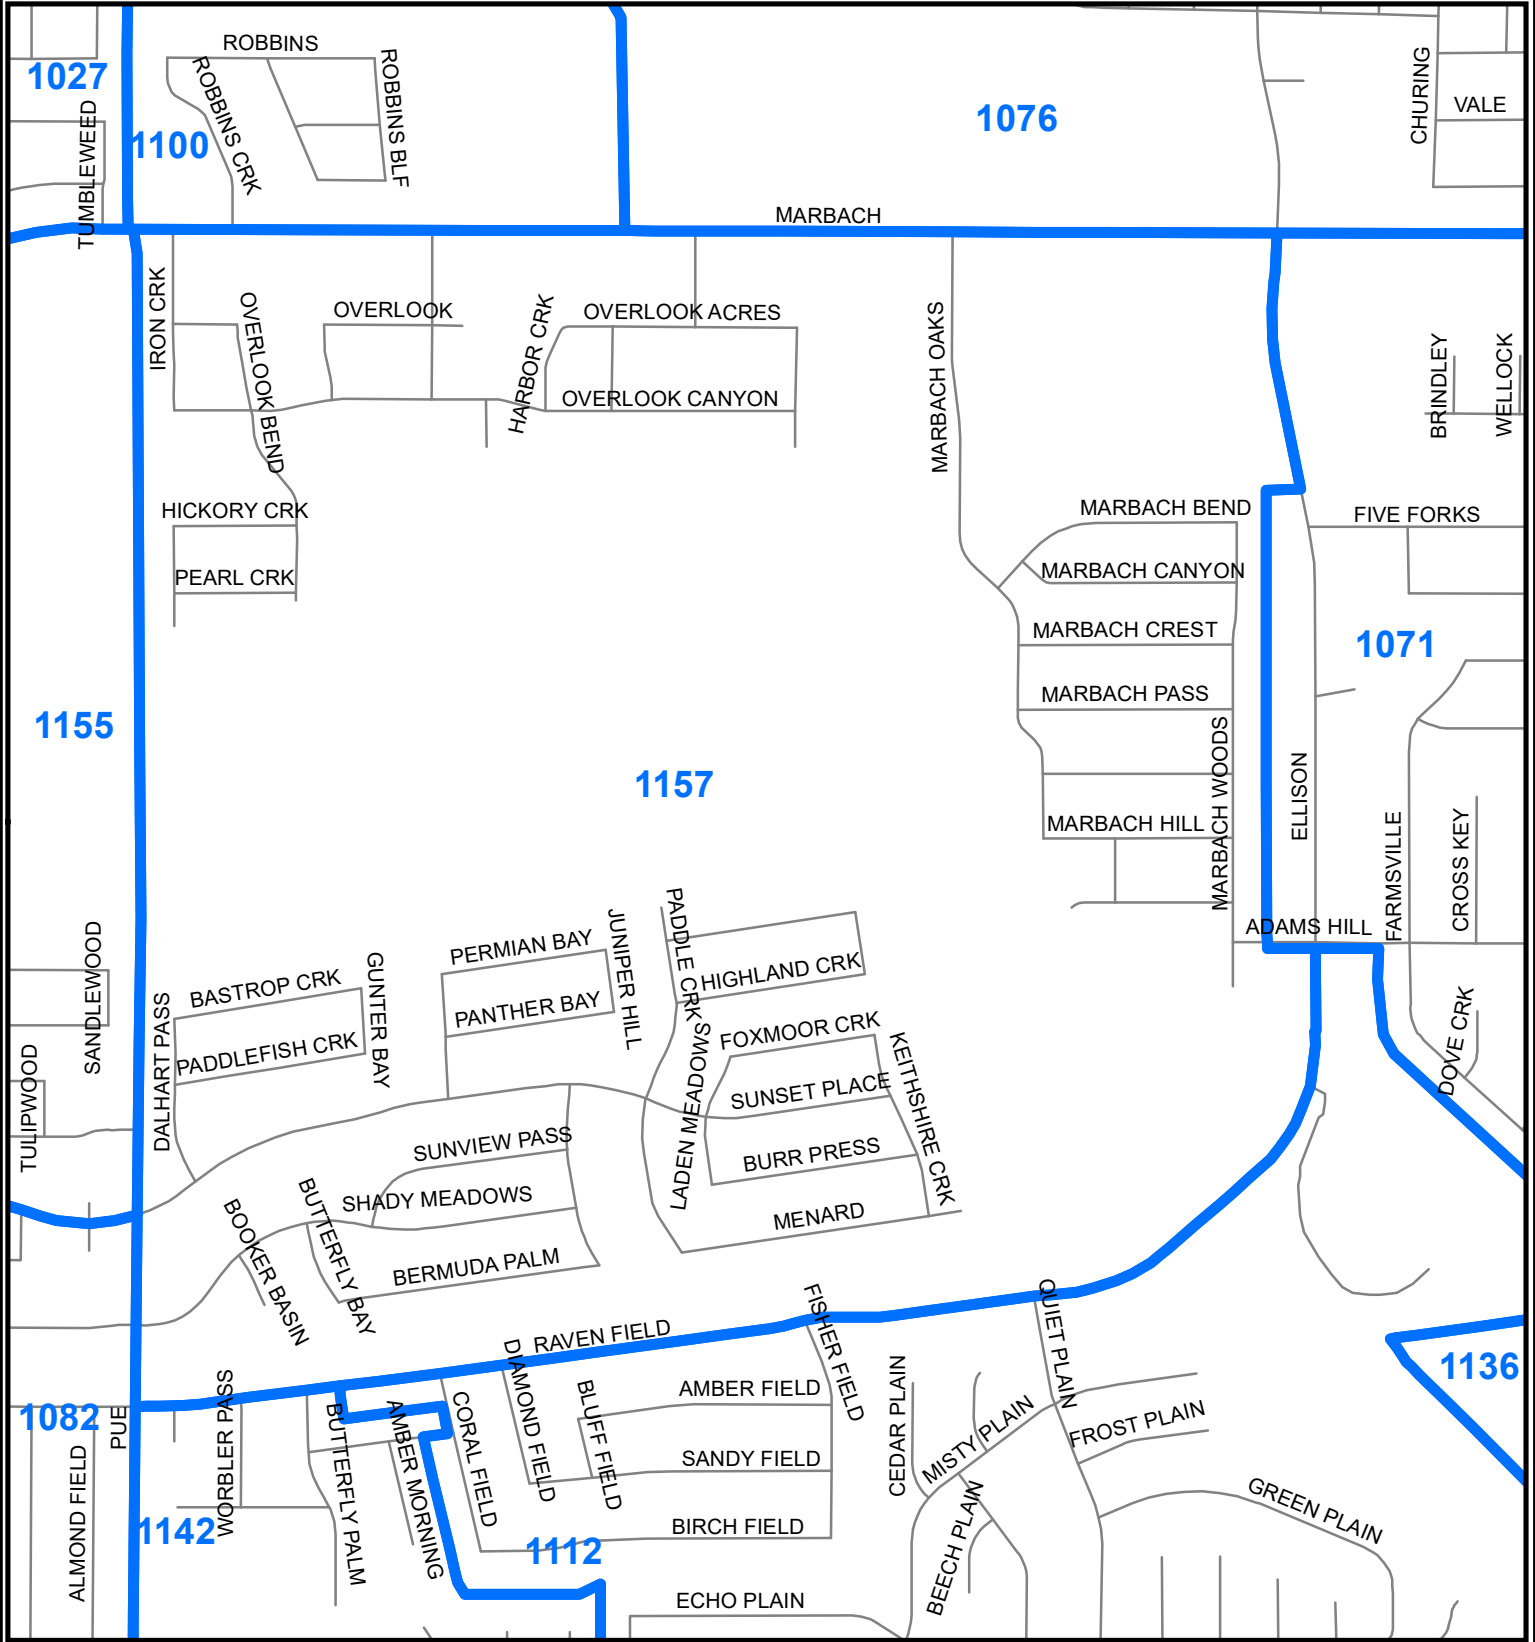 ROBBINS
1027
ROBBINS CRK
ROBBINS BLF
CHURING
VALE
TUMBLEWEED
1100
1076
MARBACH
IRON CRK
OVERLOOK BEND
OVERLOOK
HARBOR CRK
OVERLOOK ACRES
OVERLOOK CANYON
MARBACH OAKS
BRINDLEY
WELLOCK
HICKORY CRK
MARBACH BEND
FIVE FORKS
PEARL CRK
MARBACH CANYON
MARBACH CREST
1071
MARBACH PASS
1155
1157
MARBACH WOODS
ELLISON
MARBACH HILL
FARMSVILLE
CROSS KEY
ADAMS HILL
SANDLEWOOD
DALHART PASS
BASTROP CRK
GUNTER BAY
PERMIAN BAY
JUNIPER HILL
PADDLE CRK
HIGHLAND CRK
PANTHER BAY
PADDLEFISH CRK
FOXMOOR CRK
KEITHSHIRE CRK
DOVE CRK
TULIPWOOD
LADEN MEADOWS
SUNSET PLACE
SUNVIEW PASS
BURR PRESS
SHADY MEADOWS
BUTTERFLY BAY
BOOKER BASIN
MENARD
BERMUDA PALM
QUIET PLAIN
FISHER FIELD
RAVEN FIELD
DIAMOND FIELD
1136
1082
PUE
WORBLER PASS
BUTTERFLY PALM
AMBER MORNING
CORAL FIELD
BLUFF FIELD
AMBER FIELD
CEDAR PLAIN
MISTY PLAIN
FROST PLAIN
SANDY FIELD
ALMOND FIELD
1142
BIRCH FIELD
1112
BEECH PLAIN
GREEN PLAIN
ECHO PLAIN